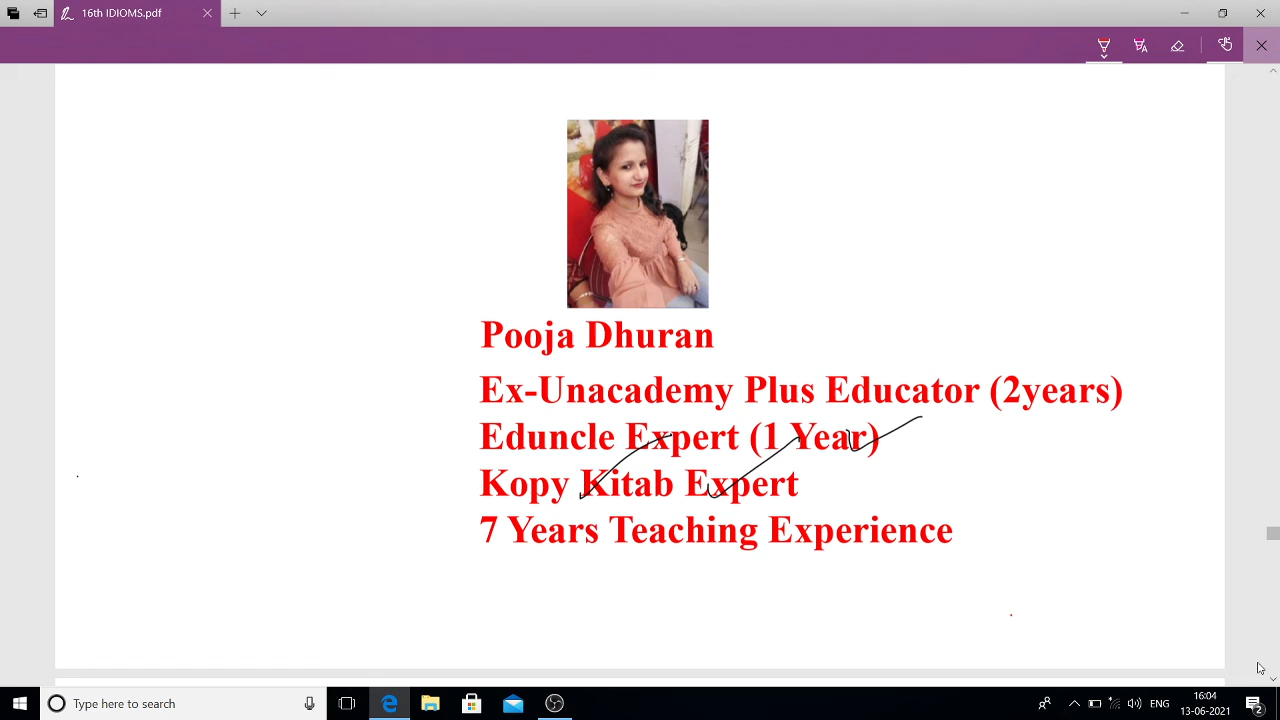 16th IDIOMS.pdf
Pooja Dhuran
Ex-Unacademy Plus Educator (2years)
Eduncle Expert (1 Year)
Kopy Kitab Expert
7 Years Teaching Experience
Type here to search
ENG
16:04
13-06-2021
2